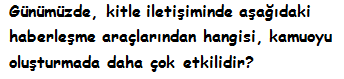 Günümüzde, kitle iletişiminde aşağıdaki
haberleşme araçlarından hangisi, kamuoyu
oluşturmada daha çok etkilidir?